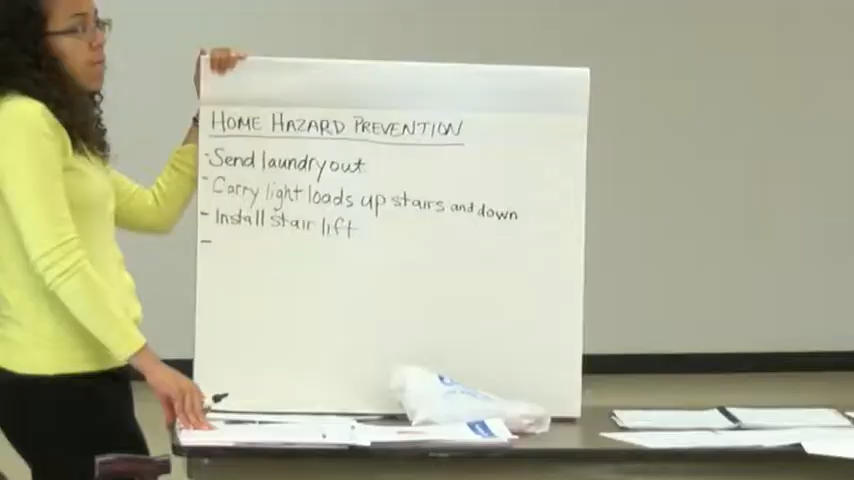 HOME HAZARD PREVENTION
- Send laundry out
- Carry light loads up stairs and down
- Install stair lift
-